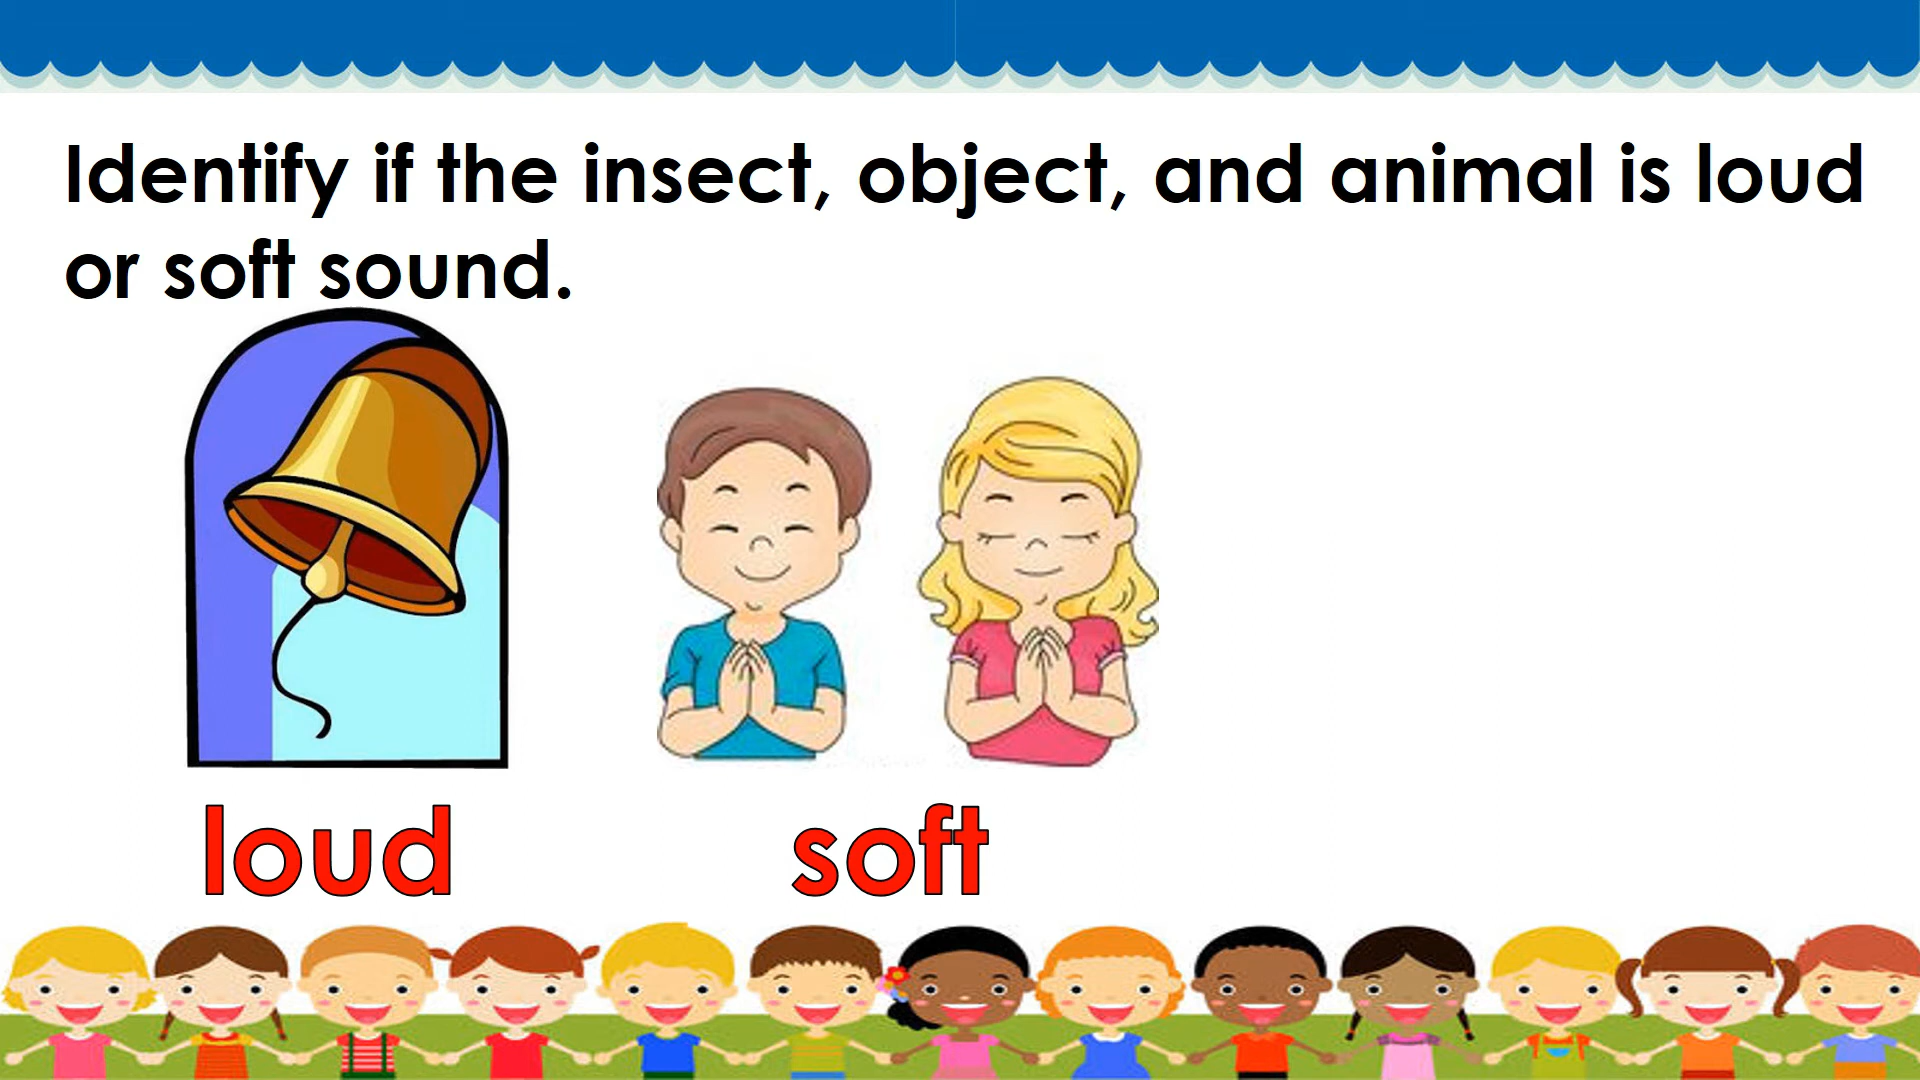 Identify if the insect, object, and animal is loud
or soft sound.
loud
soft